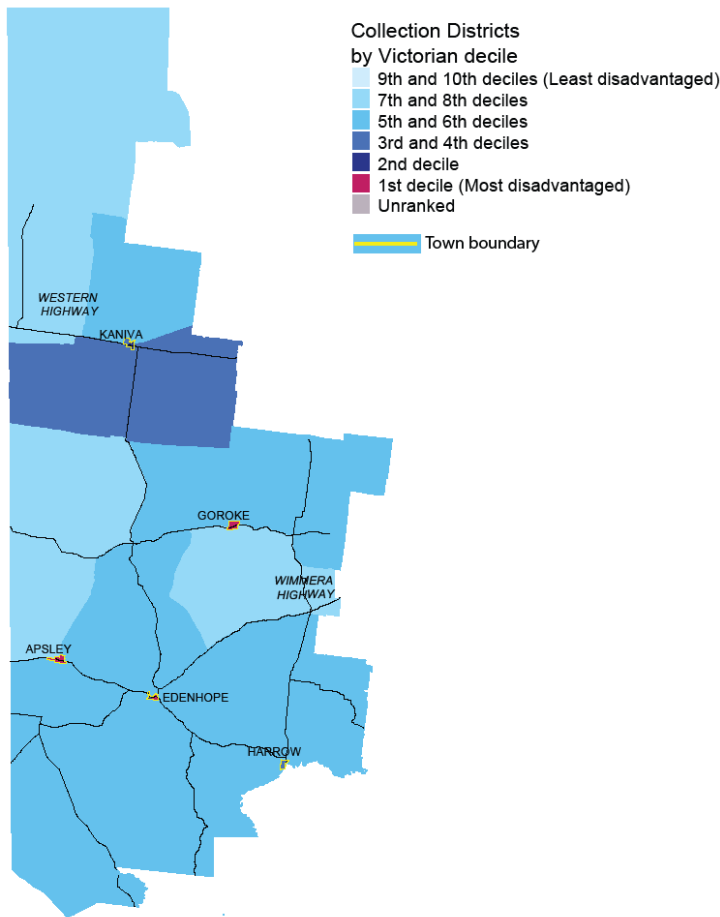 Collection Districts
by Victorian decile
9th and 10th deciles (Least disadvantaged)
7th and 8th deciles
5th and 6th deciles
3rd and 4th deciles
2nd decile
1st decile (Most disadvantaged)
Unranked
Town boundary
WESTERN
HIGHWAY
KANIVA
GOROKE
WIMMERA
HIGHWAY
APSLEY
EDENHOPE
HARROW